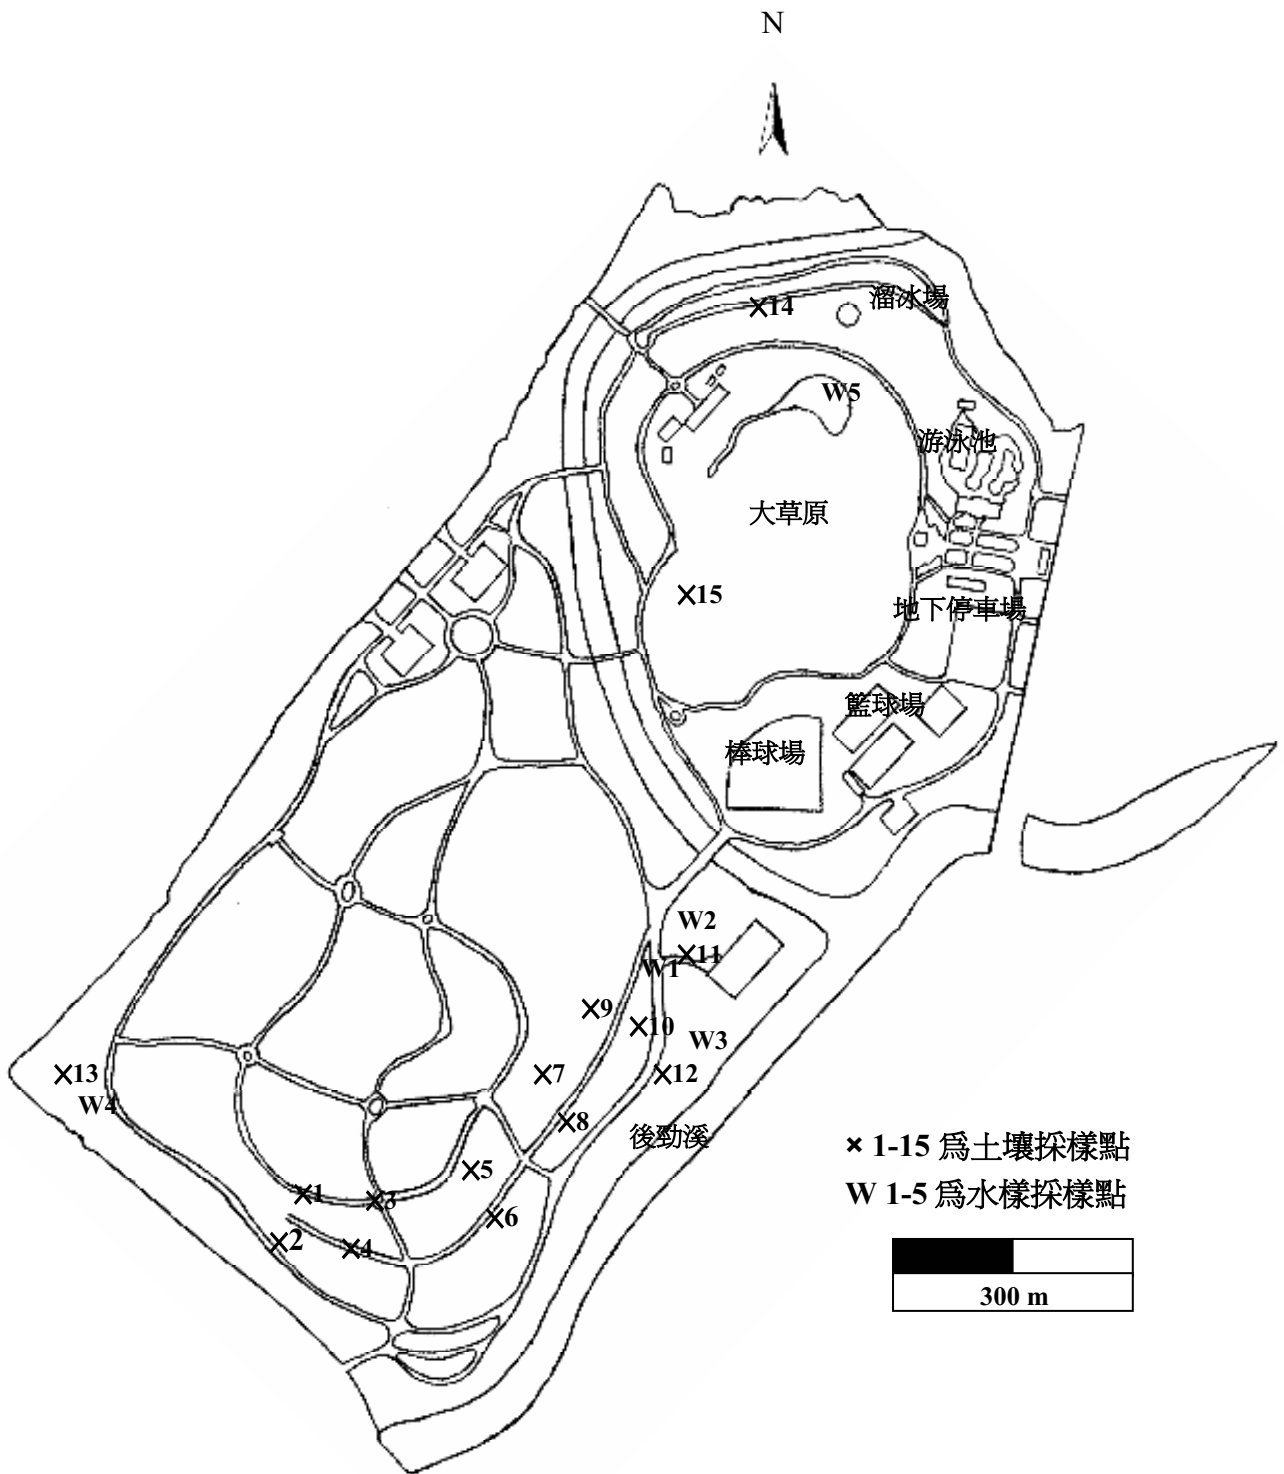 N
溜冰場
×14
W5
游泳池
大草原
×15
地下停車場
籃球場
棒球場
W2
×11
W1
×9
×10
W3
×13
×7
×12
W4
×8
後勁溪
× 1-15 爲土壤採樣點
×5
×1
×3
W 1-5 爲水樣採樣點
×6
×2
×4
300 m